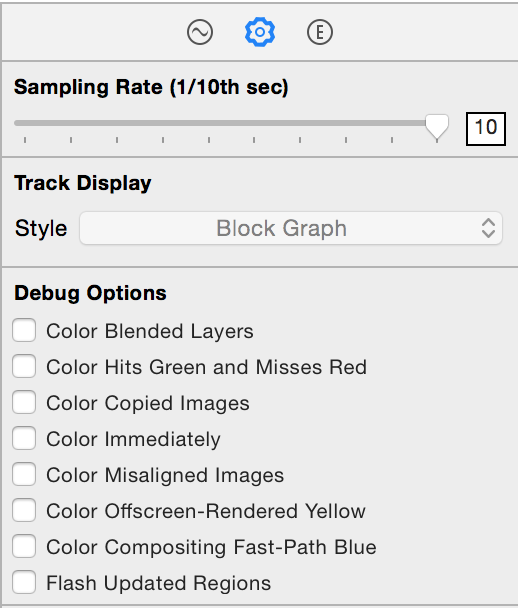 E
Sampling Rate (1/10th sec)
10
Track Display
Style Block Graph
Debug Options
Color Blended Layers
Color Hits Green and Misses Red
Color Copied Images
Color Immediately
Color Misaligned Images
Color Offscreen-Rendered Yellow
Color Compositing Fast-Path Blue
Flash Updated Regions